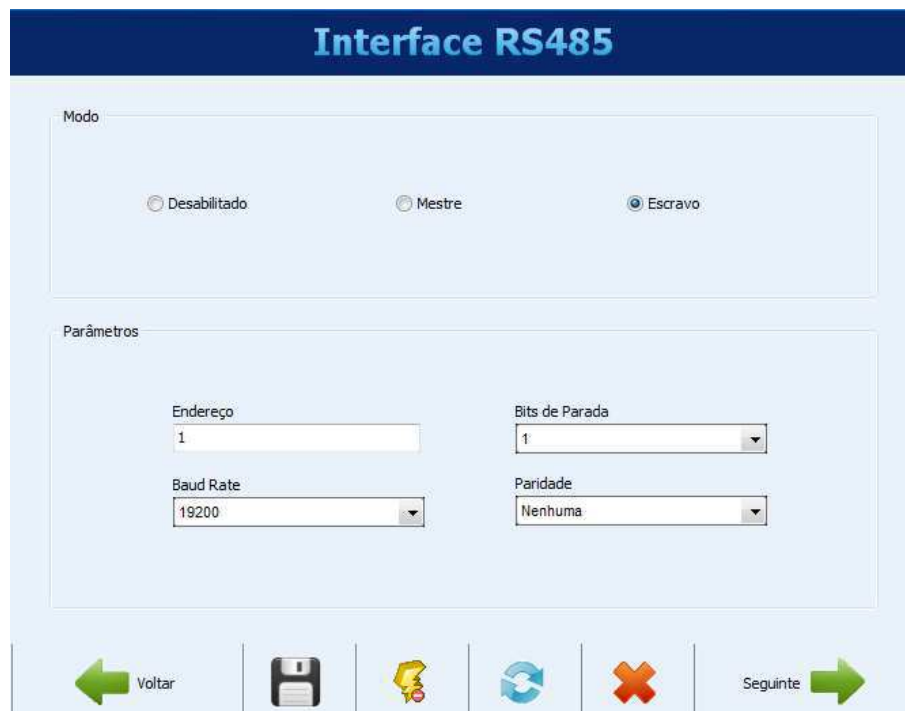 Interface RS485
Modo
Desabilitado
Mestre
Escravo
Parâmetros
Endereço
1
Bits de Parada
1
Baud Rate
19200
Paridade
Nenhuma
Voltar
Seguinte